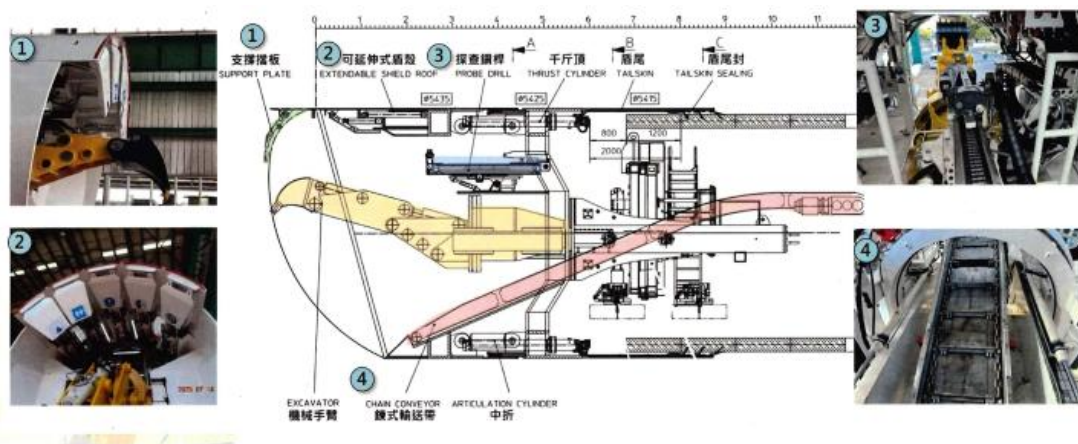 0 1 2 3 4 5 6 7 8 9 10 11
1
支撐擋板
SUPPORT PLATE
2
可延伸式盾殼
EXTENDABLE SHIELD ROOF
3
探查鑽桿
PROBE DRILL
A
千斤頂
THRUST CYLINDER
B
盾尾
TAILSKIN
C
盾尾封
TAILSKIN SEALING
ø5435
ø5425
ø5415
800
1200
2000
4
EXCAVATOR
機械手臂
CHAIN CONVEYOR
鍊式輸送帶
ARTICULATION CYLINDER
中折
1
2
3
4